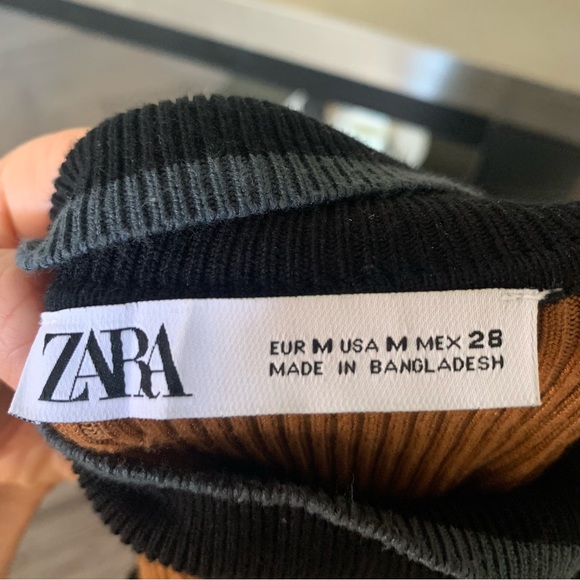 ZARA
EUR M USA M MEX 28
MADE IN BANGLADESH